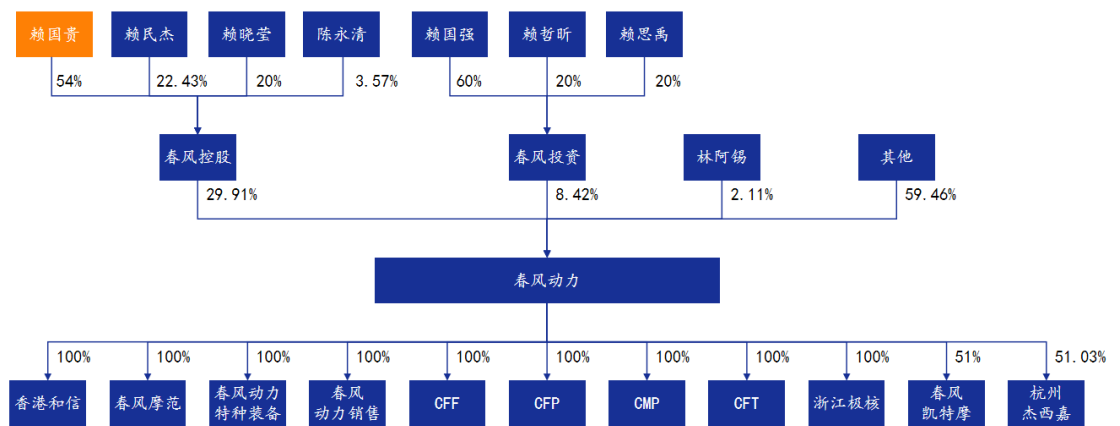 赖国贵
赖民杰
赖晓莹
陈永清
赖国强
赖哲昕
赖思禹
54%
22.43%
20%
3.57%
60%
20%
20%
春风控股
春风投资
林阿锡
其他
29.91%
8.42%
2.11%
59.46%
春风动力
100%
100%
100%
100%
100%
100%
100%
100%
100%
51%
51.03%
香港和信
春风摩范
春风动力
特种装备
春风
动力销售
CFF
CFP
CMP
CFT
浙江极核
春风
凯特摩
杭州
杰西嘉